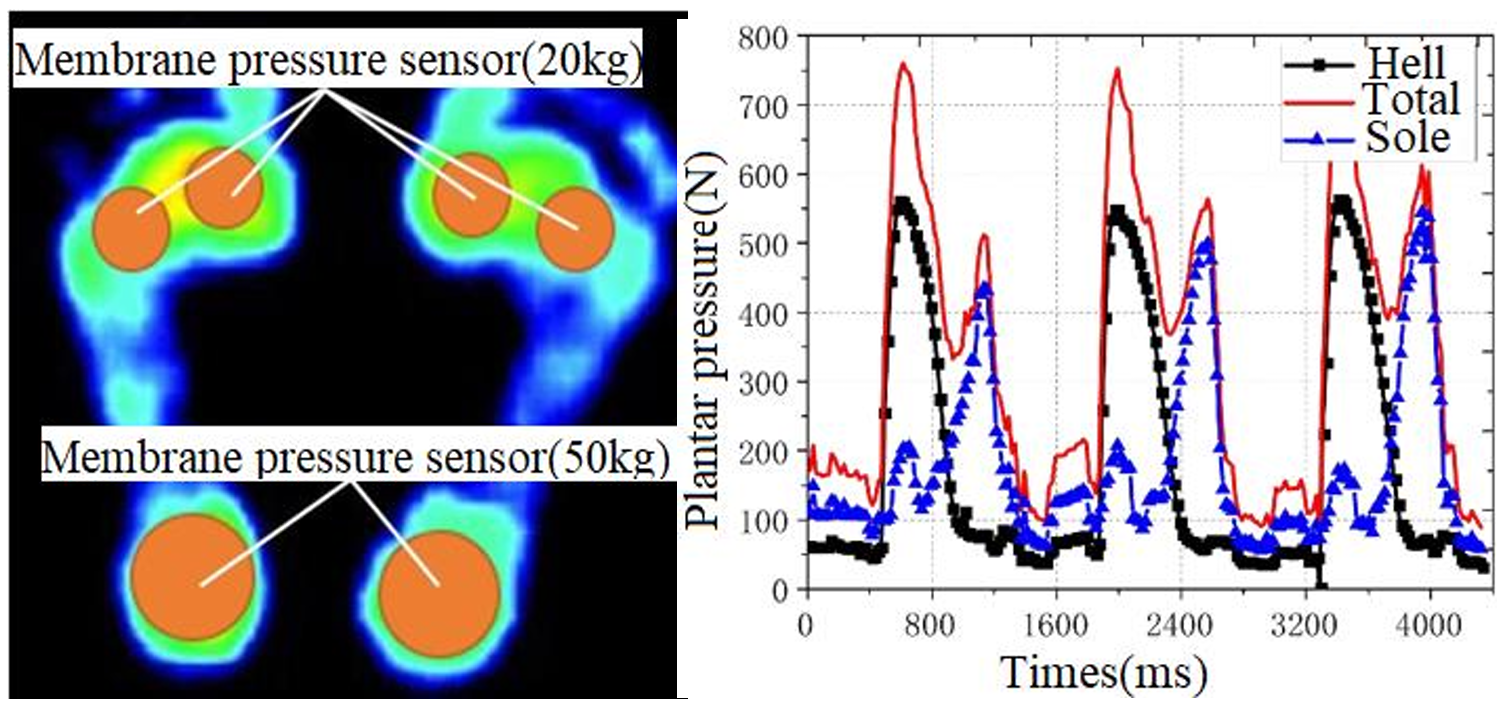 Membrane pressure sensor(20kg)
Membrane pressure sensor(50kg)
Plantar pressure(N)
800
700
600
500
400
300
200
100
0
Hell
Total
Sole
0 800 1600 2400 3200 4000
Times(ms)